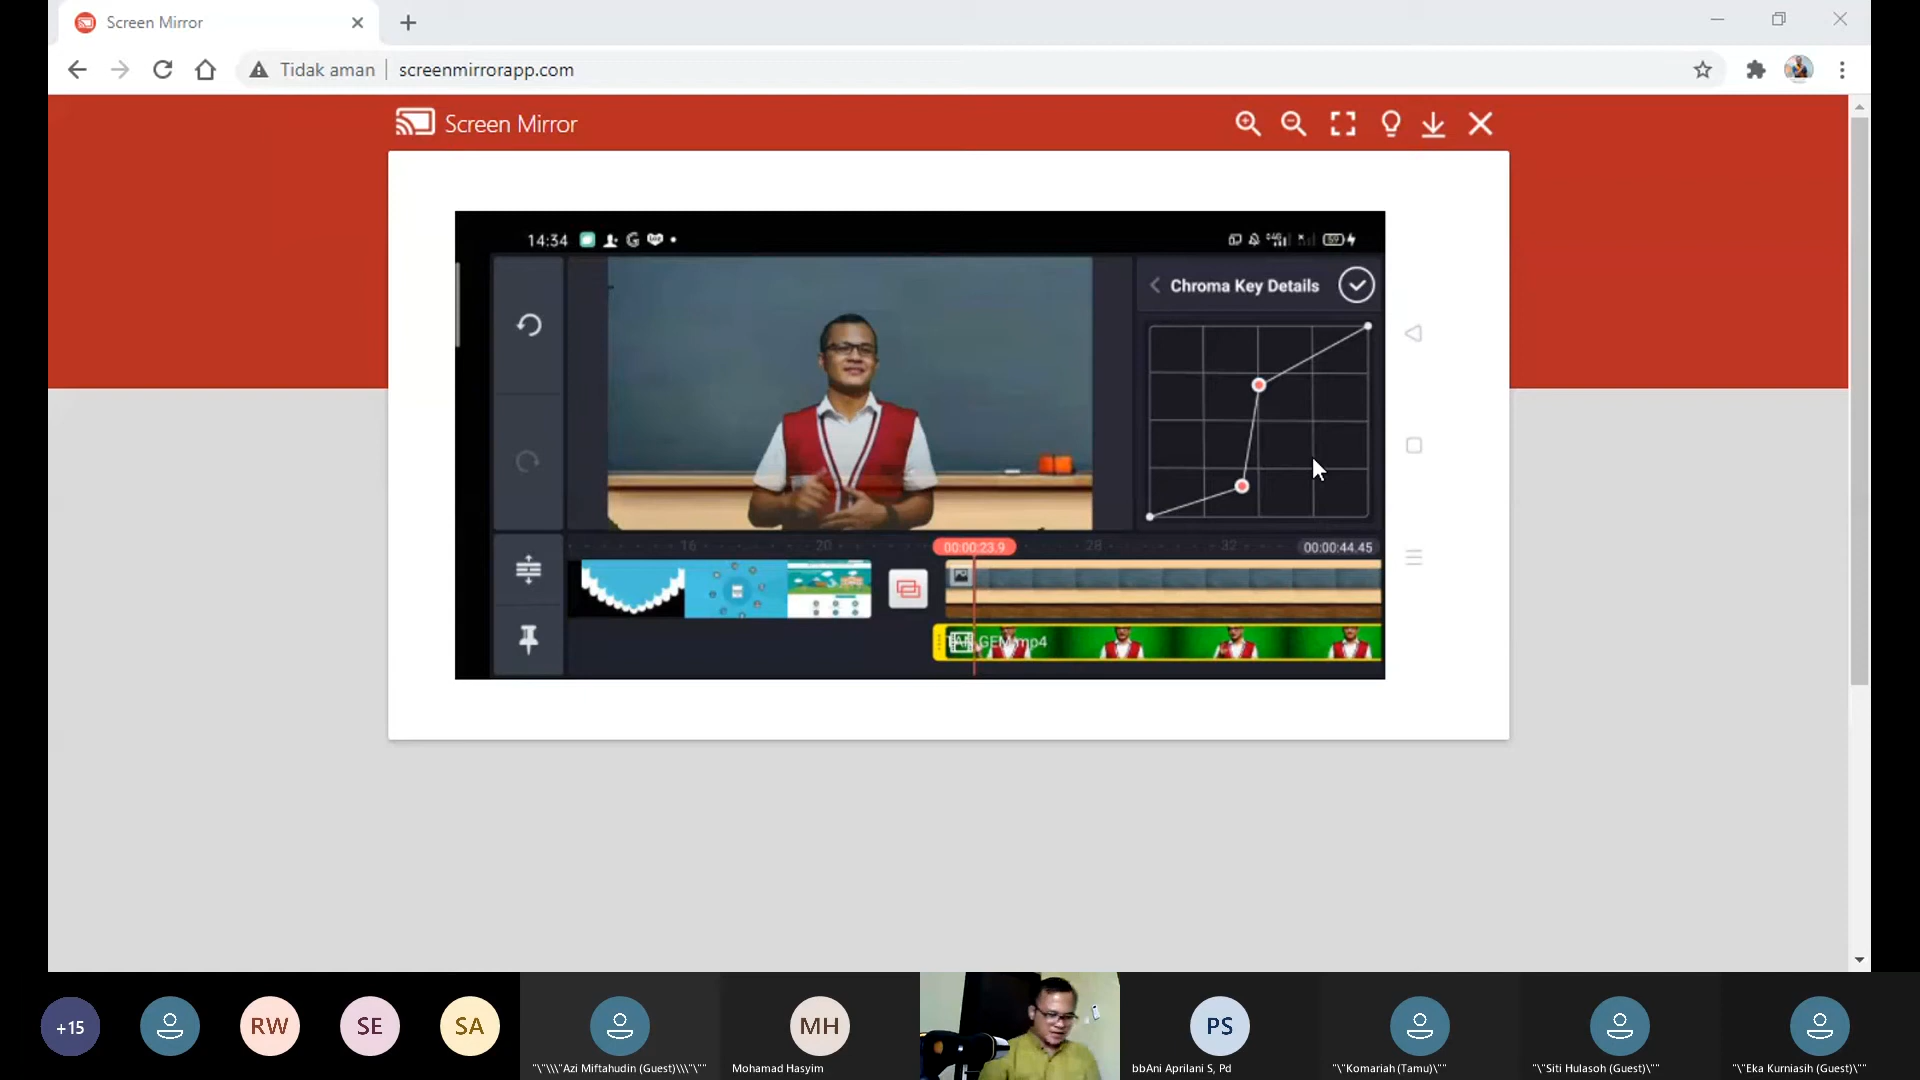 Screen Mirror
Tidak aman
screenmirrorapp.com
Screen Mirror
14:34
Chroma Key Details
16
20
00:00:23.9
28
32
00:00:44.45
GEM.mp4
+15
RW
SE
SA
MH
PS
"\"\\\"Azi Miftahudin (Guest)\\\"\""
Mohamad Hasyim
bbAni Aprilani S, Pd
"\"Komariah (Tamu)\""
"\"Siti Hulasoh (Guest)\""
"\"Eka Kurniasih (Guest)\""